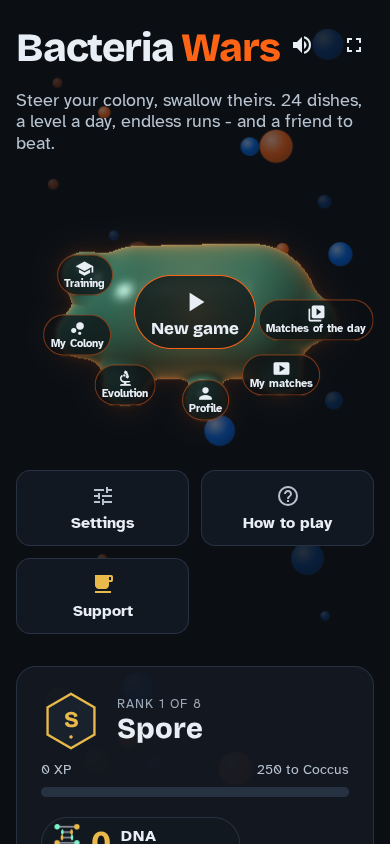 Bacteria Wars
Steer your colony, swallow theirs. 24 dishes,
a level a day, endless runs - and a friend to
beat.
Training
New game
Matches of the day
My Colony
My matches
Evolution
Profile
Settings
How to play
Support
S
RANK 1 OF 8
Spore
0 XP
250 to Coccus
0 DNA